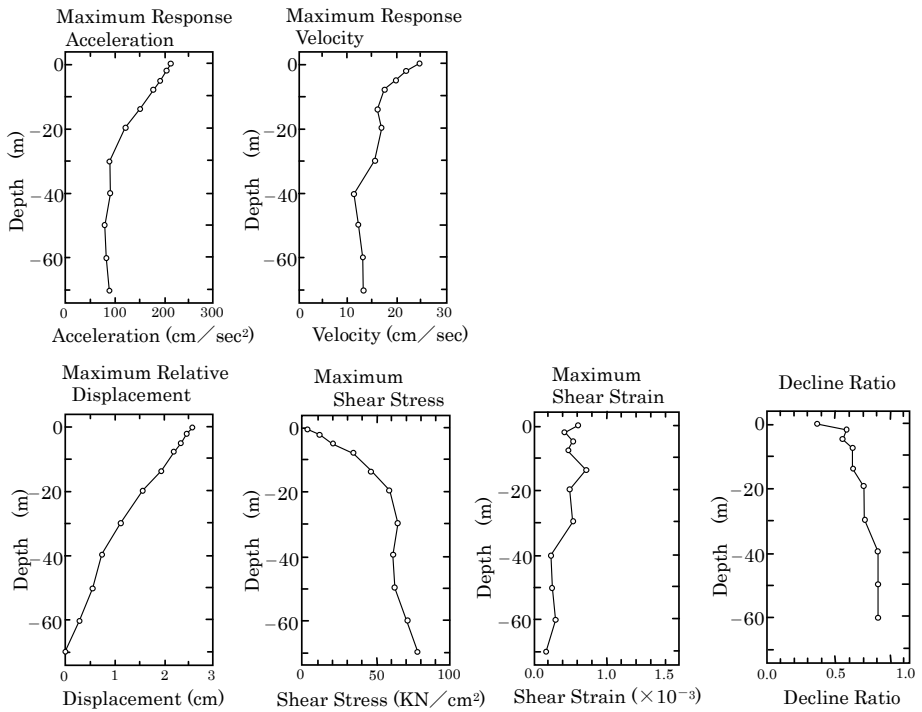 Maximum Response
Acceleration
0
−20
−40
−60
Depth (m)
0 100 200 300
Acceleration (cm／sec²)
Maximum Response
Velocity
0
−20
−40
−60
Depth (m)
0 10 20 30
Velocity (cm／sec)
Maximum Relative
Displacement
0
−20
−40
−60
Depth (m)
0 1 2 3
Displacement (cm)
Maximum
Shear Stress
0
−20
−40
−60
Depth (m)
0 50 100
Shear Stress (KN／cm²)
Maximum
Shear Strain
0
−20
−40
−60
Depth (m)
0.0 1.0 1.5
Shear Strain (×10⁻³)
Decline Ratio
0
−20
−40
−60
Depth (m)
0.0 0.5 1.0
Decline Ratio